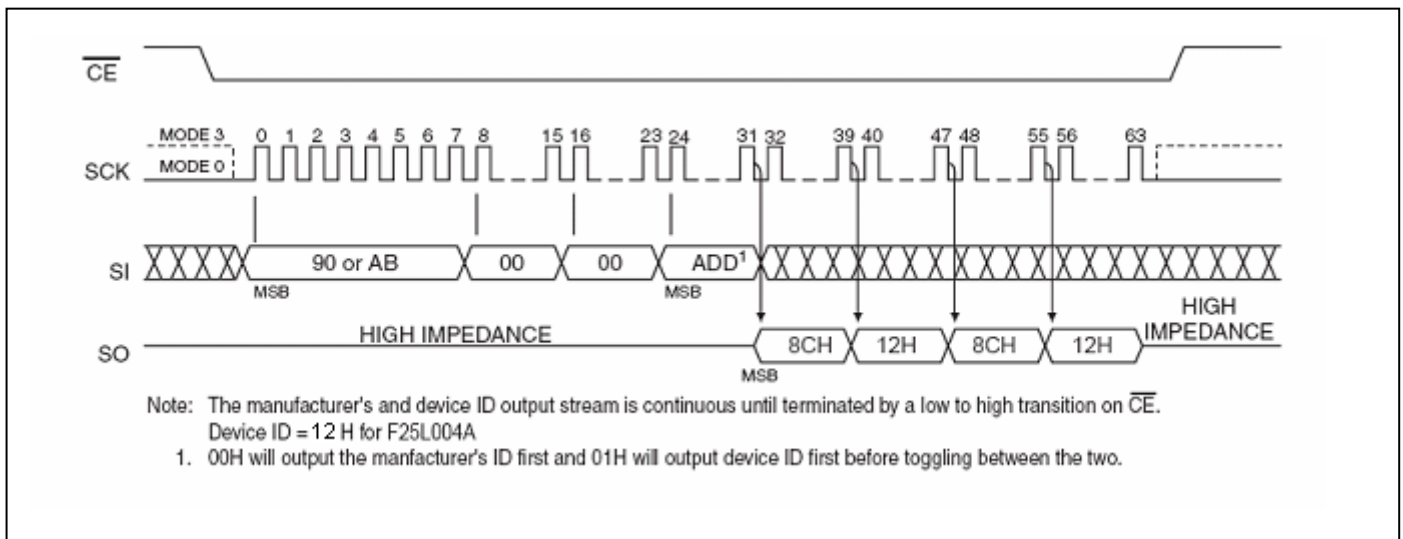 CE
MODE 3 0 1 2 3 4 5 6 7 8 15 16 23 24 31 32 39 40 47 48 55 56 63
SCK MODE 0
SI 90 or AB 00 00 ADD1
MSB MSB
HIGH IMPEDANCE HIGH IMPEDANCE
SO 8CH 12H 8CH 12H
MSB
Note: The manufacturer's and device ID output stream is continuous until terminated by a low to high transition on CE.
Device ID = 12 H for F25L004A
1. 00H will output the manfacturer's ID first and 01H will output device ID first before toggling between the two.